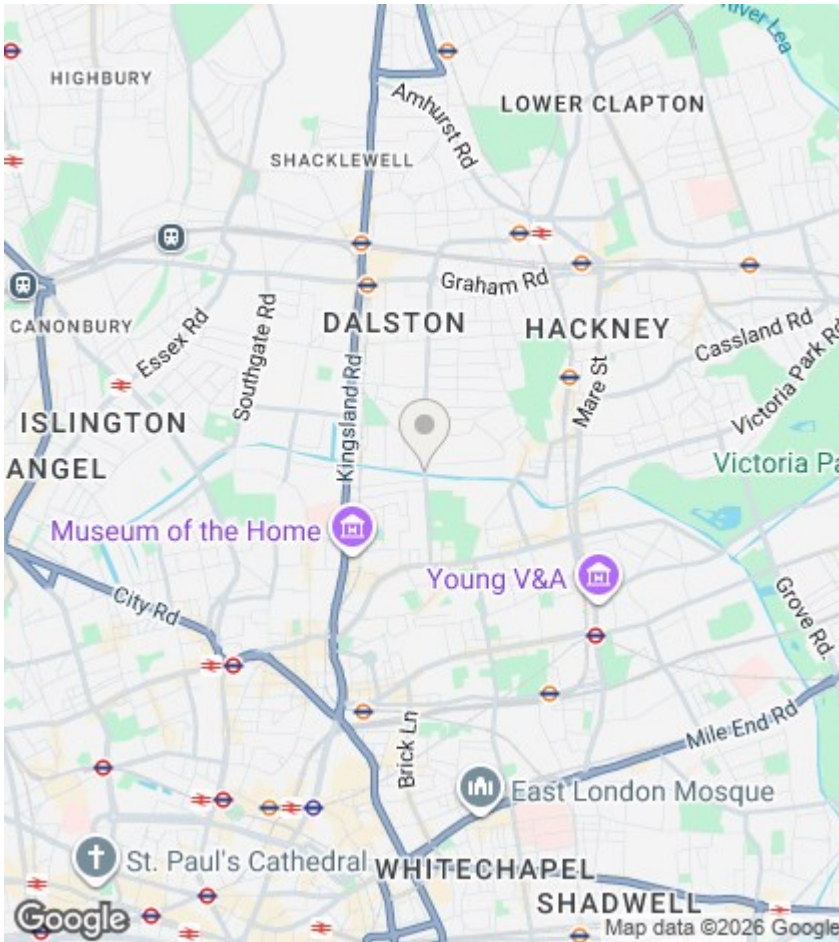 River Lea
HIGHBURY
LOWER CLAPTON
Amhurst Rd
SHACKLEWELL
Graham Rd
CANONBURY
Essex Rd
Southgate Rd
DALSTON
HACKNEY
Cassland Rd
Kingsland Rd
Mare St
Victoria Park Rd
ISLINGTON
ANGEL
Victoria Pa
Museum of the Home
Young V&A
City Rd
Grove Rd.
Brick Ln
Mile End Rd
East London Mosque
St. Paul's Cathedral
WHITECHAPEL
SHADWELL
Google
Map data ©2026 Google